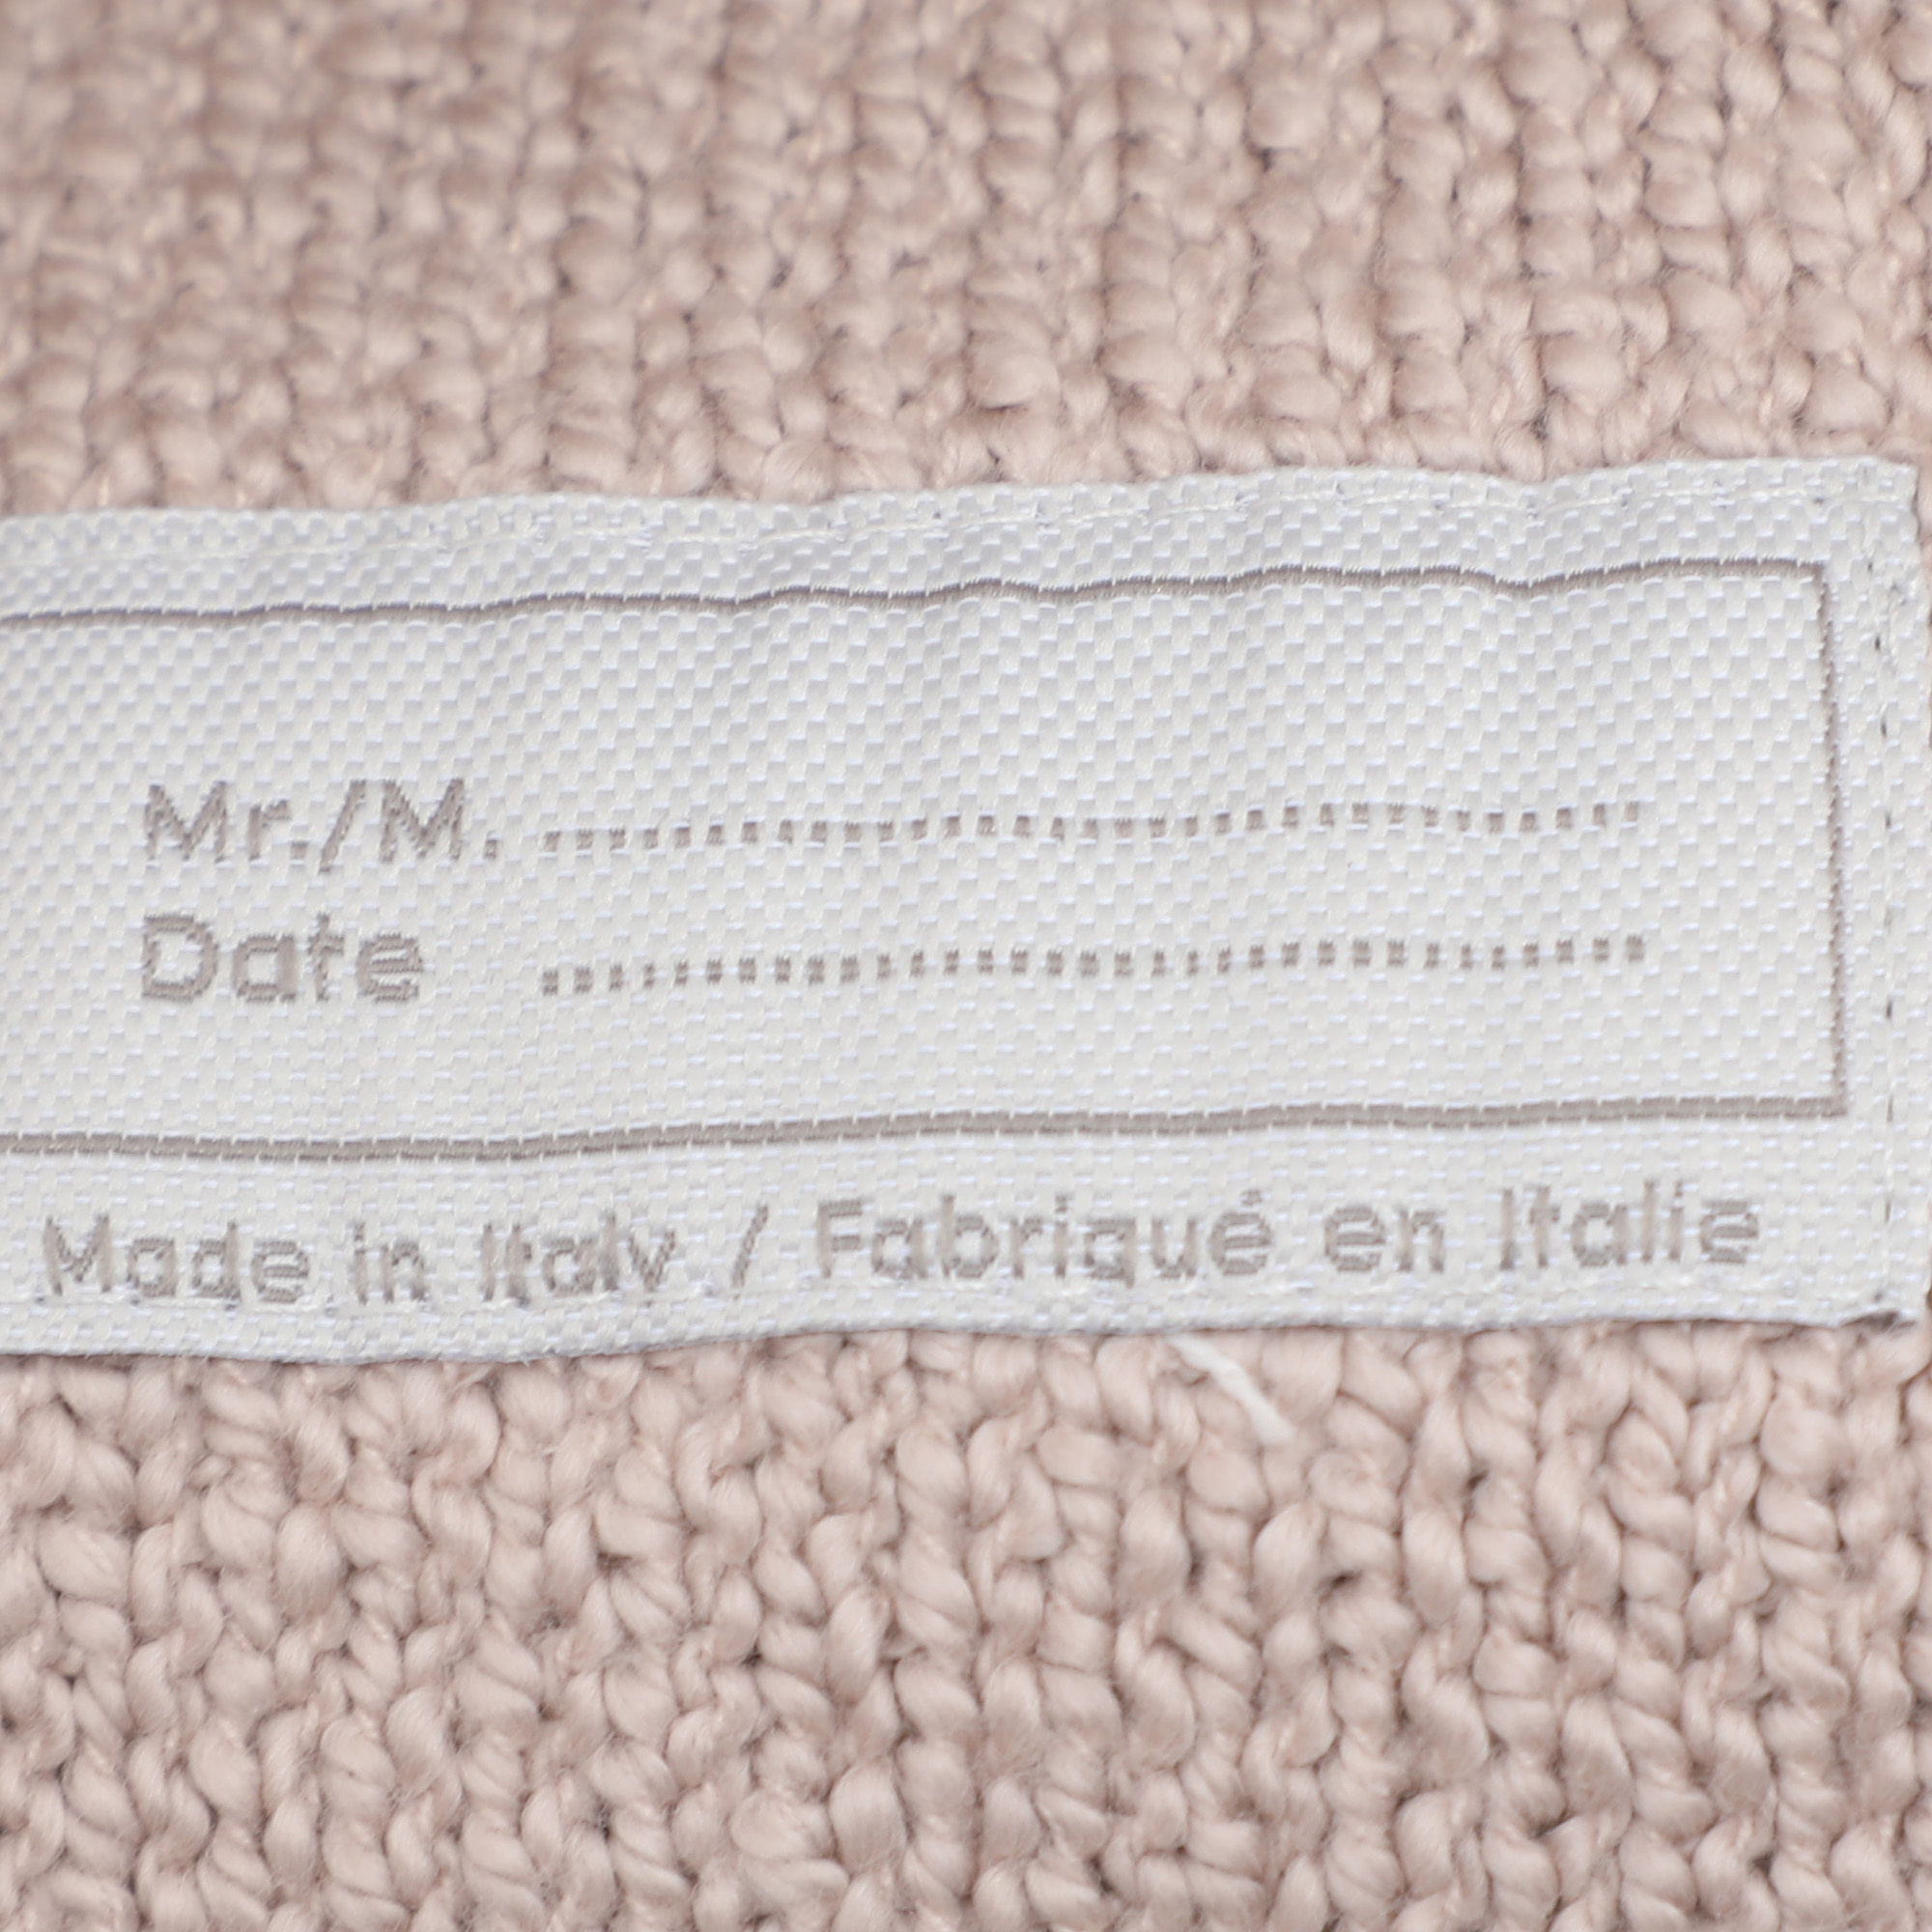 Mr./M. ................................
Date ................................
Made in Italy / Fabriqué en Italie